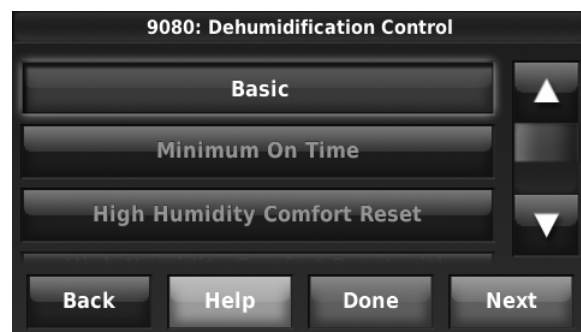 9080: Dehumidification Control
Basic
Minimum On Time
High Humidity Comfort Reset
Back Help Done Next